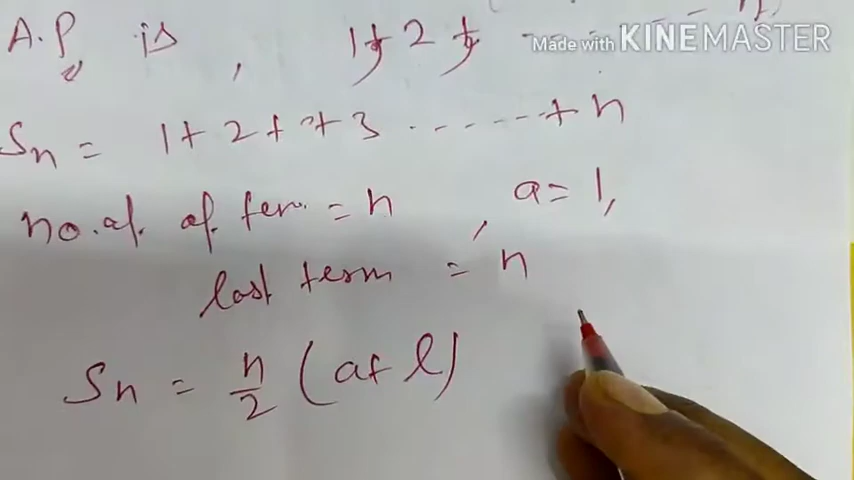 A.P is , 1, 2,
Made with KINEMASTER
Sn = 1 + 2 + + 3 ...... + n
no. of. of ter. = n a = 1,
last term = n
Sn = n/2 (a + l)